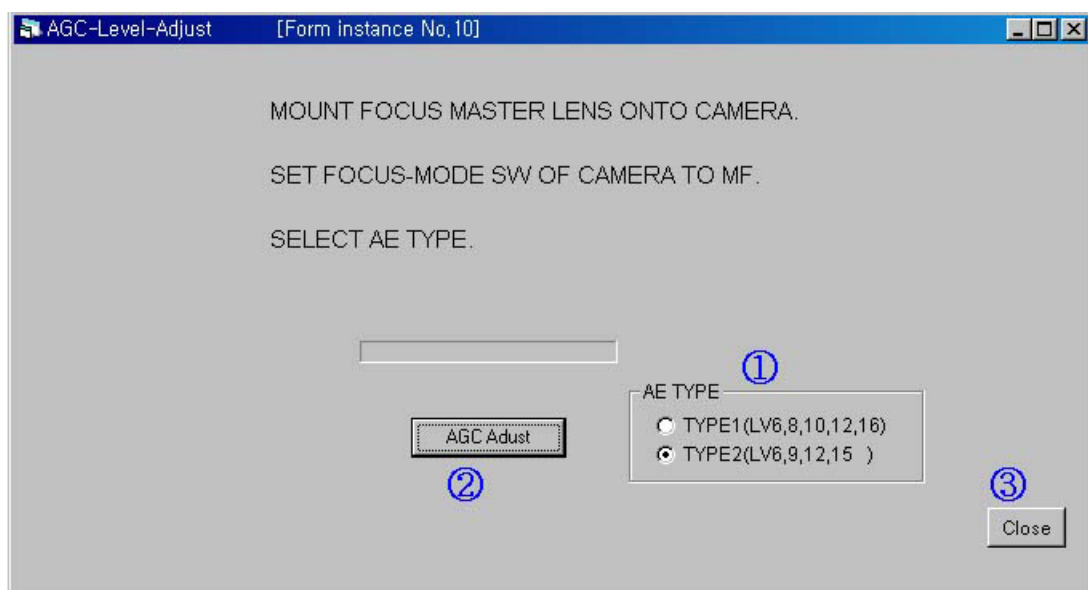 AGC-Level-Adjust [Form instance No.10]
MOUNT FOCUS MASTER LENS ONTO CAMERA.
SET FOCUS-MODE SW OF CAMERA TO MF.
SELECT AE TYPE.
①
AE TYPE
TYPE1(LV6,8,10,12,16)
AGC Adust
TYPE2(LV6,9,12,15 )
②
③
Close